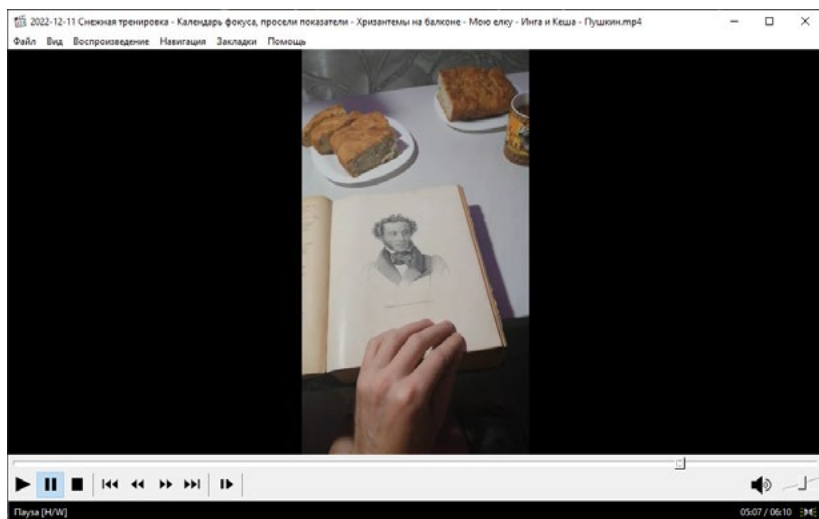 2022-12-11 Снежная тренировка - Календарь фокуса, просели показатели - Хризантемы на балконе - Мою елку - Инга и Кеша - Пушкин.mp4
Файл Вид Воспроизведение Навигация Закладки Помощь
Пауза [H/W]
05:07 / 06:10